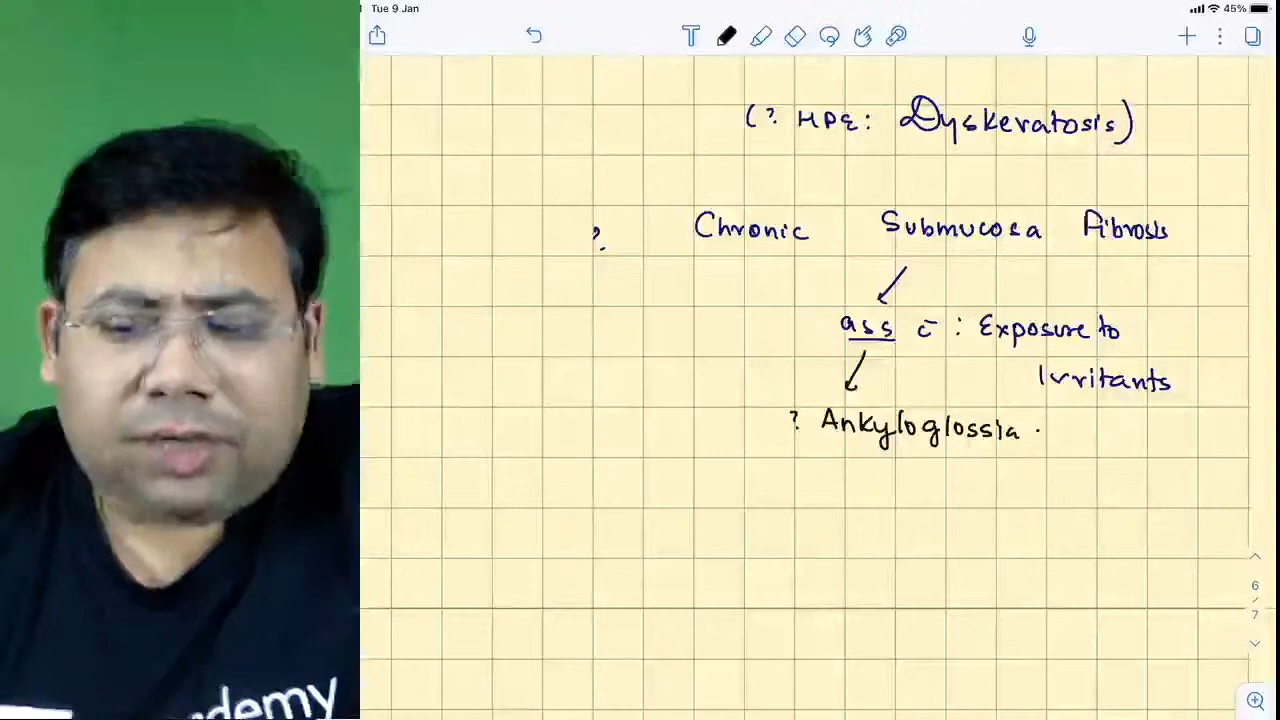 Tue 9 Jan
45%
T
(? HPE: Dyskeratosis)
? Chronic Submucosa Fibrosis
ass c̄ : Exposure to
Irritants
? Ankyloglossia .
6
7
demy